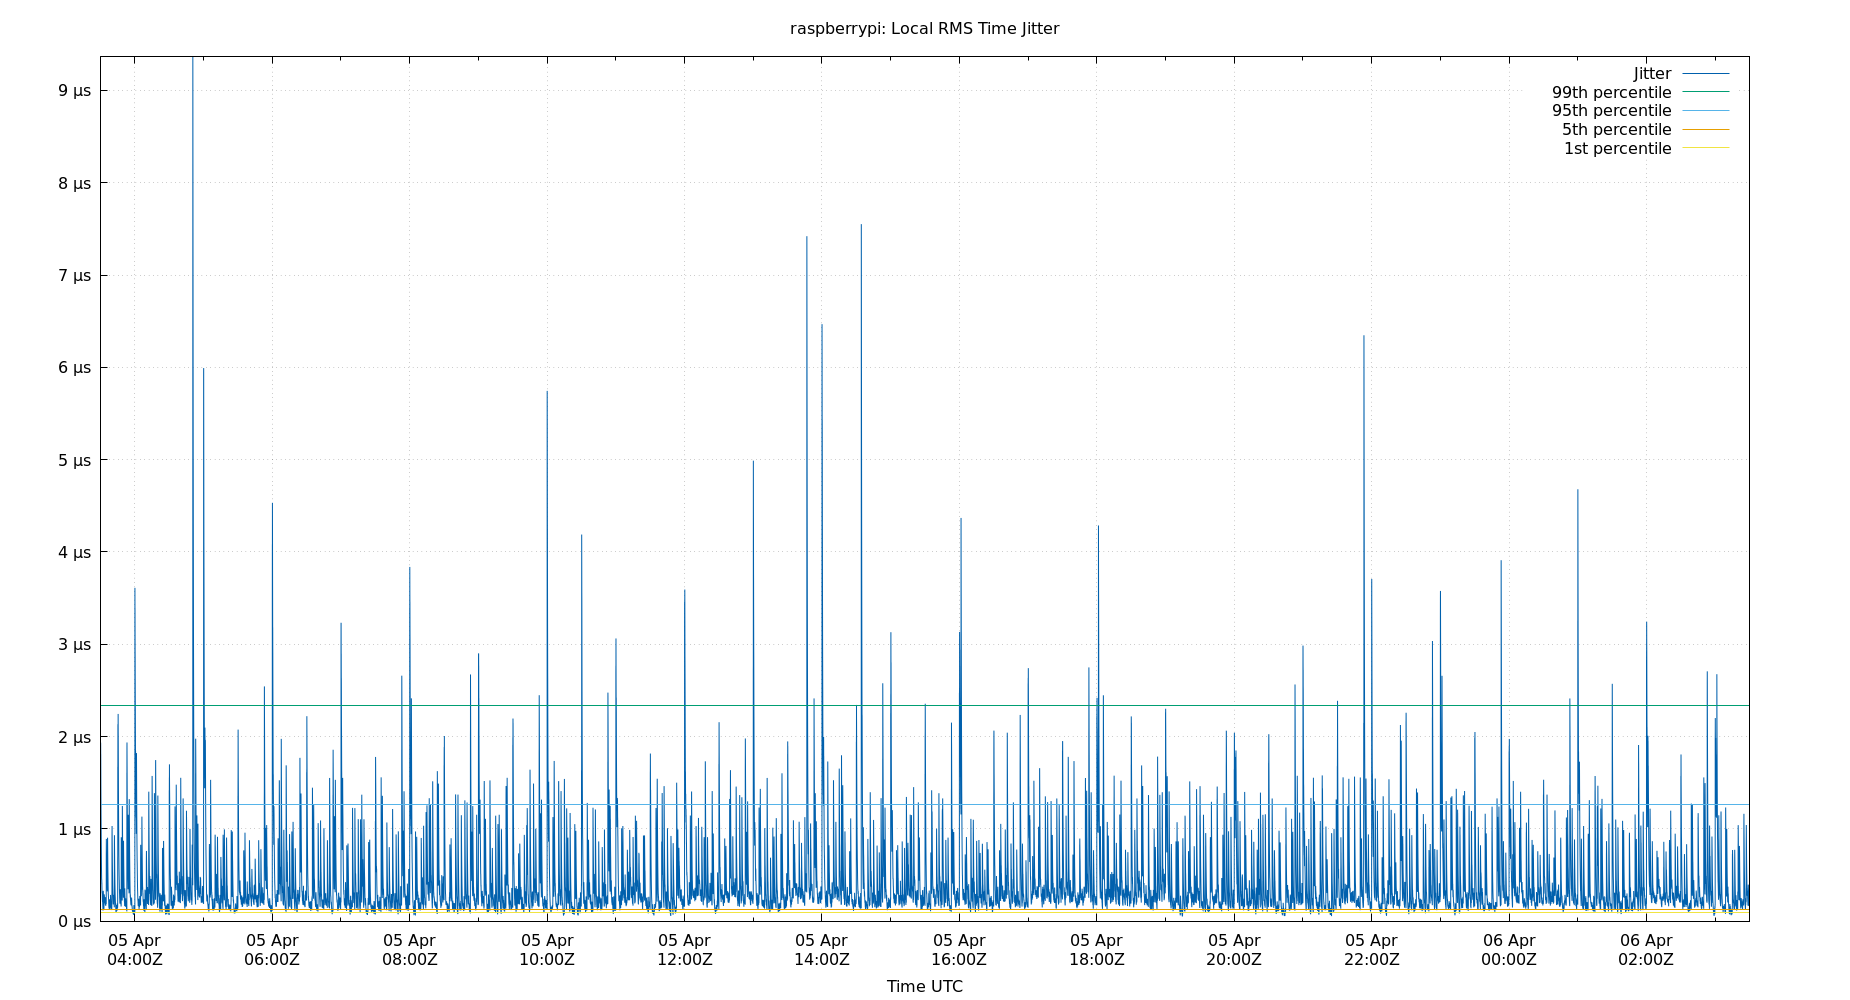 raspberrypi: Local RMS Time Jitter
Jitter
99th percentile
95th percentile
5th percentile
1st percentile
9 µs
8 µs
7 µs
6 µs
5 µs
4 µs
3 µs
2 µs
1 µs
0 µs
05 Apr 05 Apr 05 Apr 05 Apr 05 Apr 05 Apr 05 Apr 05 Apr 05 Apr 05 Apr 06 Apr 06 Apr
04:00Z 06:00Z 08:00Z 10:00Z 12:00Z 14:00Z 16:00Z 18:00Z 20:00Z 22:00Z 00:00Z 02:00Z
Time UTC